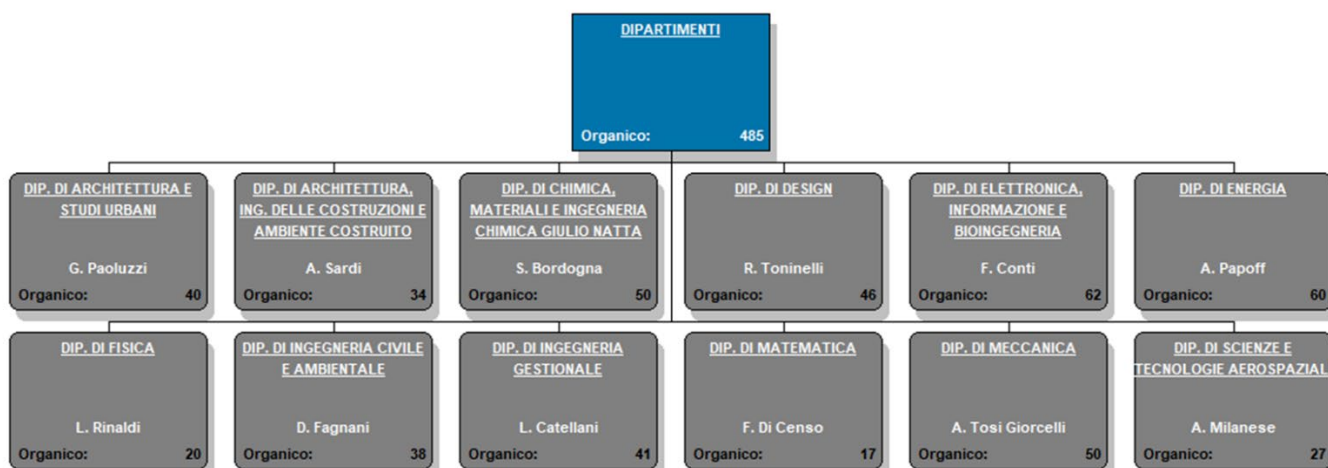 DIPARTIMENTI
Organico: 485
DIP. DI ARCHITETTURA E
STUDI URBANI
G. Paoluzzi
Organico: 40
DIP. DI ARCHITETTURA,
ING. DELLE COSTRUZIONI E
AMBIENTE COSTRUITO
A. Sardi
Organico: 34
DIP. DI CHIMICA,
MATERIALI E INGEGNERIA
CHIMICA GIULIO NATTA
S. Bordogna
Organico: 50
DIP. DI DESIGN
R. Toninelli
Organico: 46
DIP. DI ELETTRONICA,
INFORMAZIONE E
BIOINGEGNERIA
F. Conti
Organico: 62
DIP. DI ENERGIA
A. Papoff
Organico: 60
DIP. DI FISICA
L. Rinaldi
Organico: 20
DIP. DI INGEGNERIA CIVILE
E AMBIENTALE
D. Fagnani
Organico: 38
DIP. DI INGEGNERIA
GESTIONALE
L. Catellani
Organico: 41
DIP. DI MATEMATICA
F. Di Censo
Organico: 17
DIP. DI MECCANICA
A. Tosi Giorcelli
Organico: 50
DIP. DI SCIENZE E
TECNOLOGIE AEROSPAZIAL
A. Milanese
Organico: 27